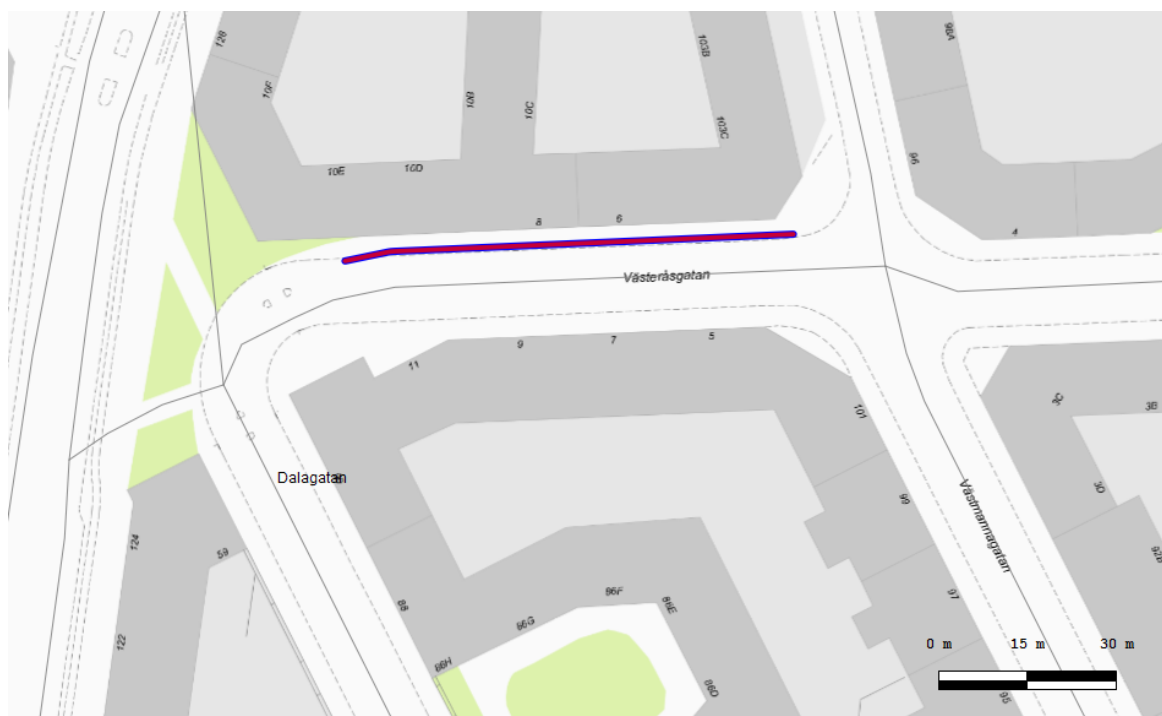 128
10F
10B
10C
103B
103C
98A
96
10E
10D
8
6
4
Västeråsgatan
11
9
7
5
101
3C
3B
Dalagatan
99
3D
Västmannagatan
124
59
88
86F
86E
86G
97
92B
122
86H
86D
95
0 m 15 m 30 m